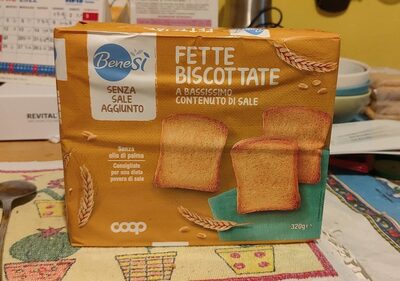 BeneSì
SENZA
SALE
AGGIUNTO
FETTE
BISCOTTATE
A BASSISSIMO
CONTENUTO DI SALE
Senza
olio di palma
Consigliate
per una dieta
povera di sale
coop
320g
REVITAL